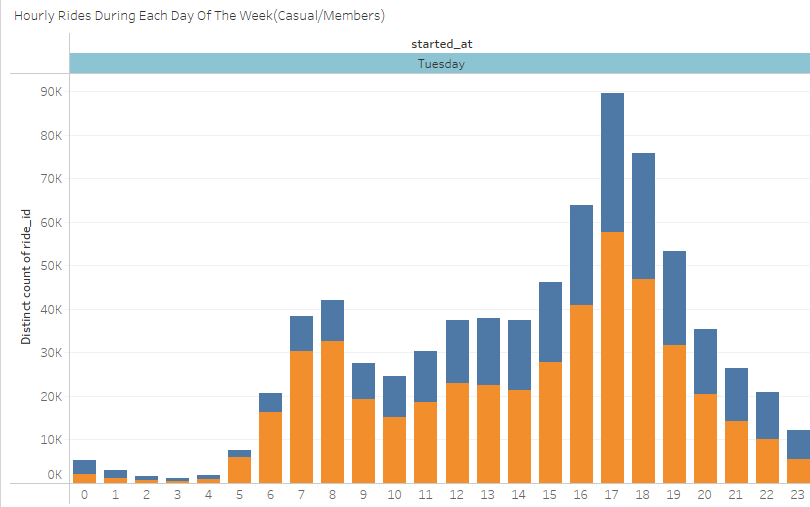 Hourly Rides During Each Day Of The Week(Casual/Members)
started_at
Tuesday
Distinct count of ride_id
90K
80K
70K
60K
50K
40K
30K
20K
10K
0K
0 1 2 3 4 5 6 7 8 9 10 11 12 13 14 15 16 17 18 19 20 21 22 23